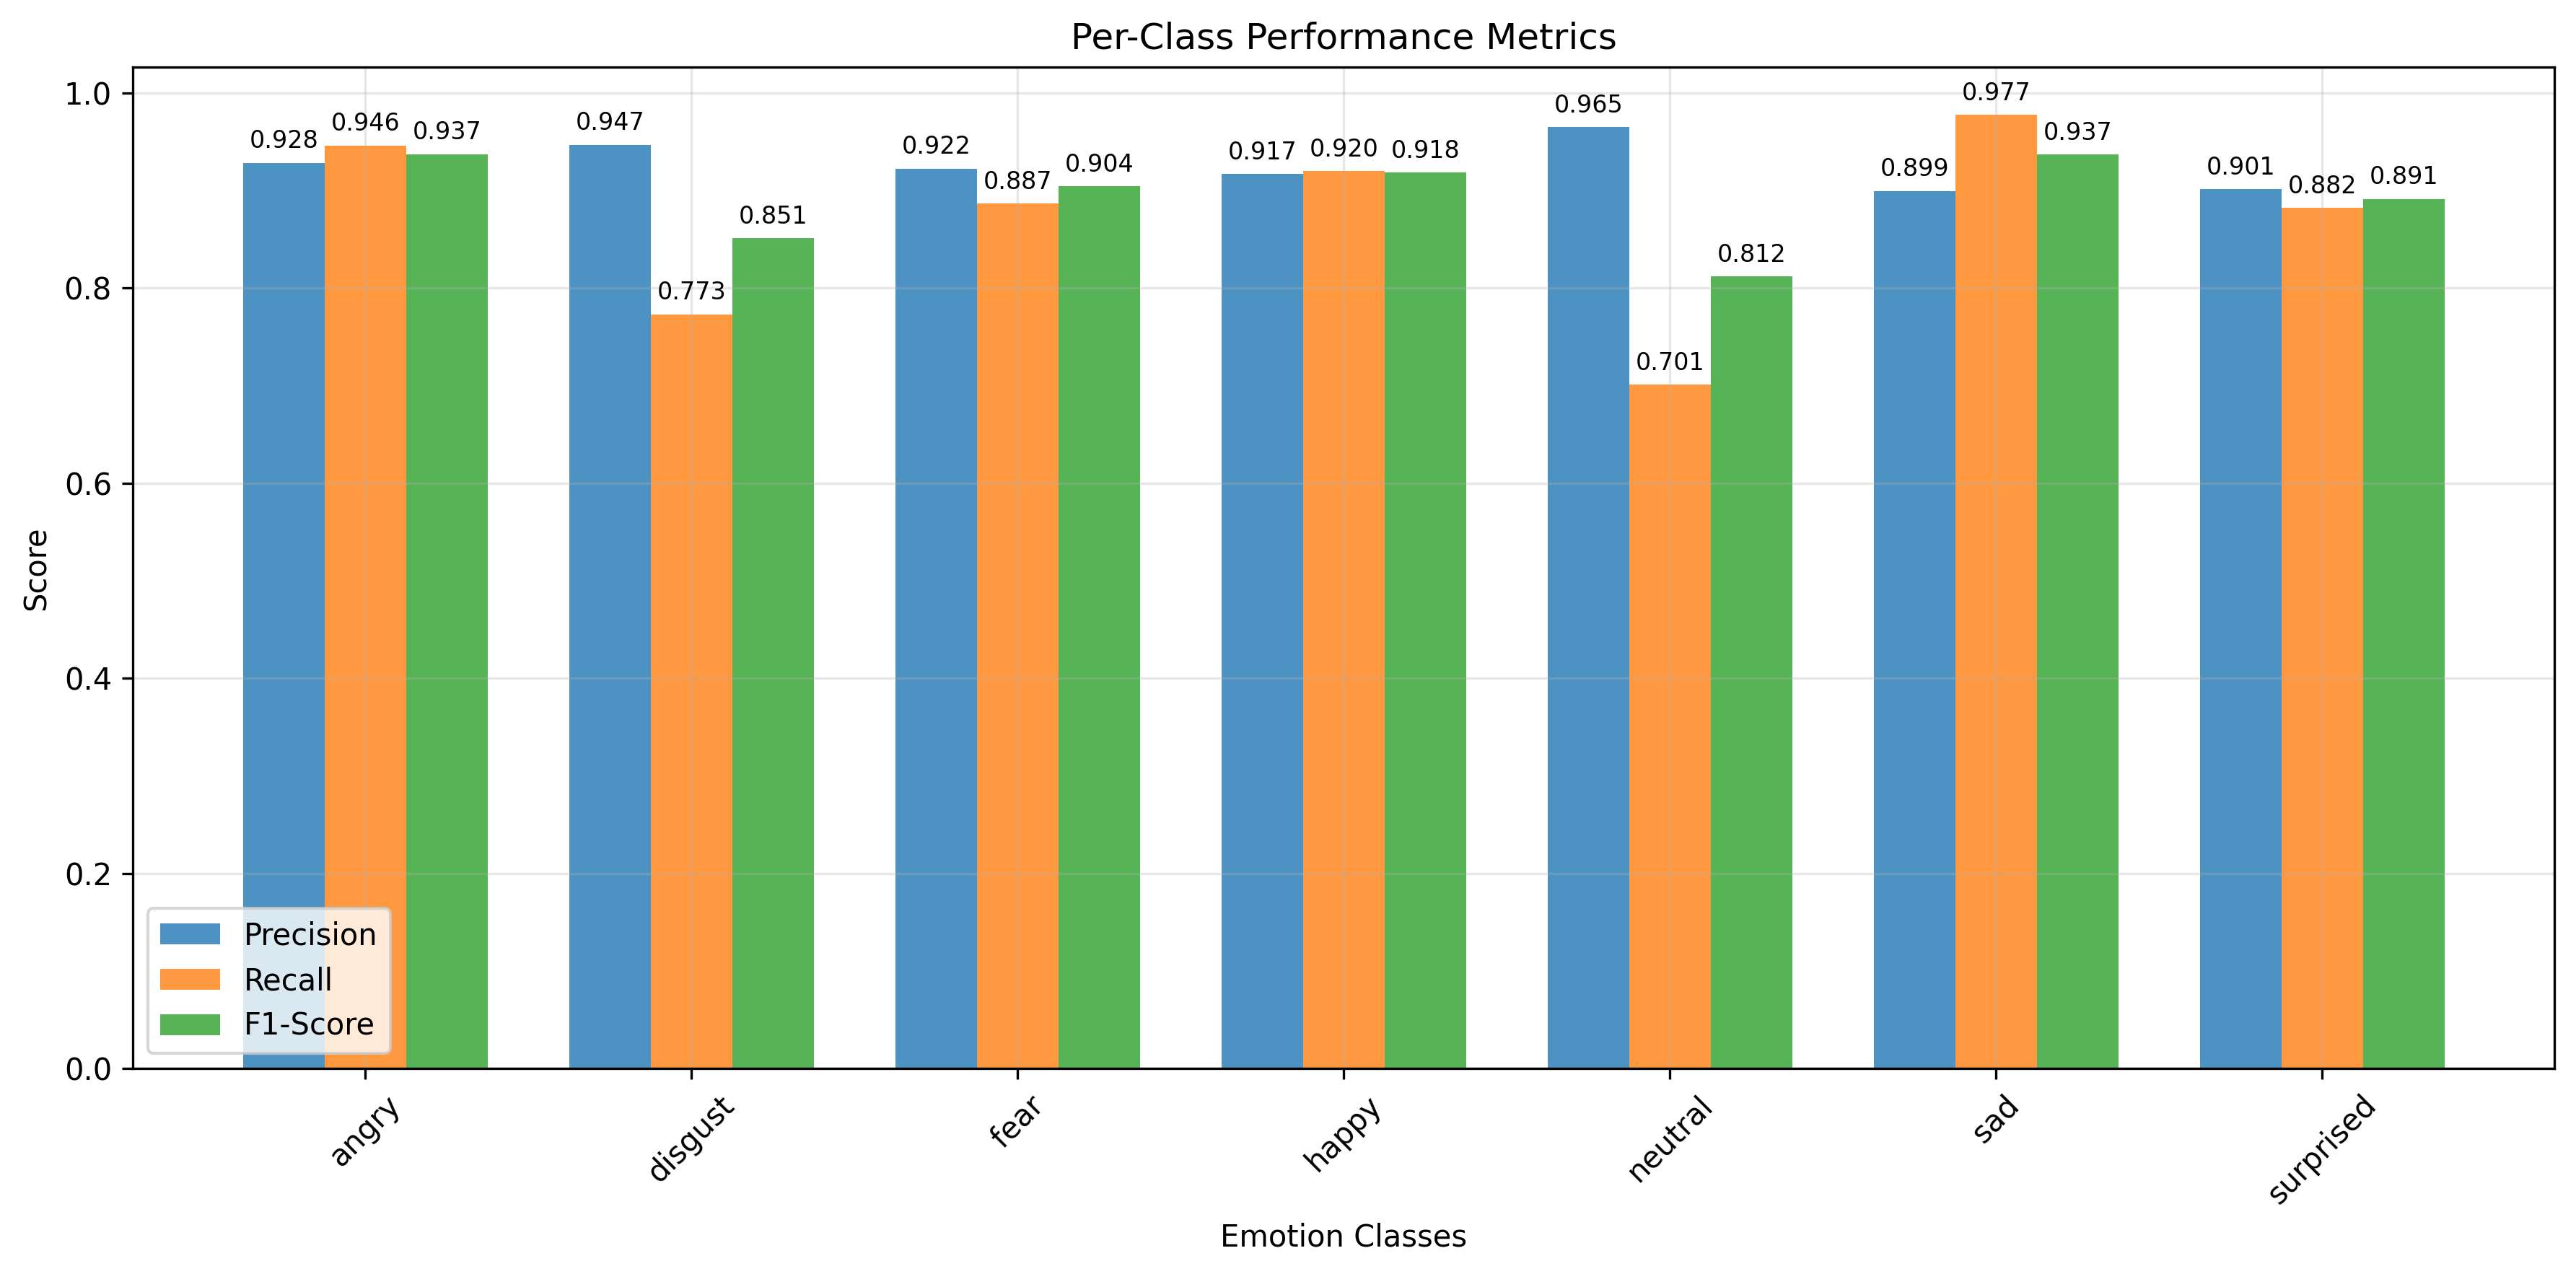 Per-Class Performance Metrics
1.0
0.8
0.6
0.4
0.2
0.0
Score
0.928 0.946 0.937
0.947 0.773 0.851
0.922 0.887 0.904
0.917 0.920 0.918
0.965 0.701 0.812
0.899 0.977 0.937
0.901 0.882 0.891
Precision
Recall
F1-Score
angry
disgust
fear
happy
neutral
sad
surprised
Emotion Classes